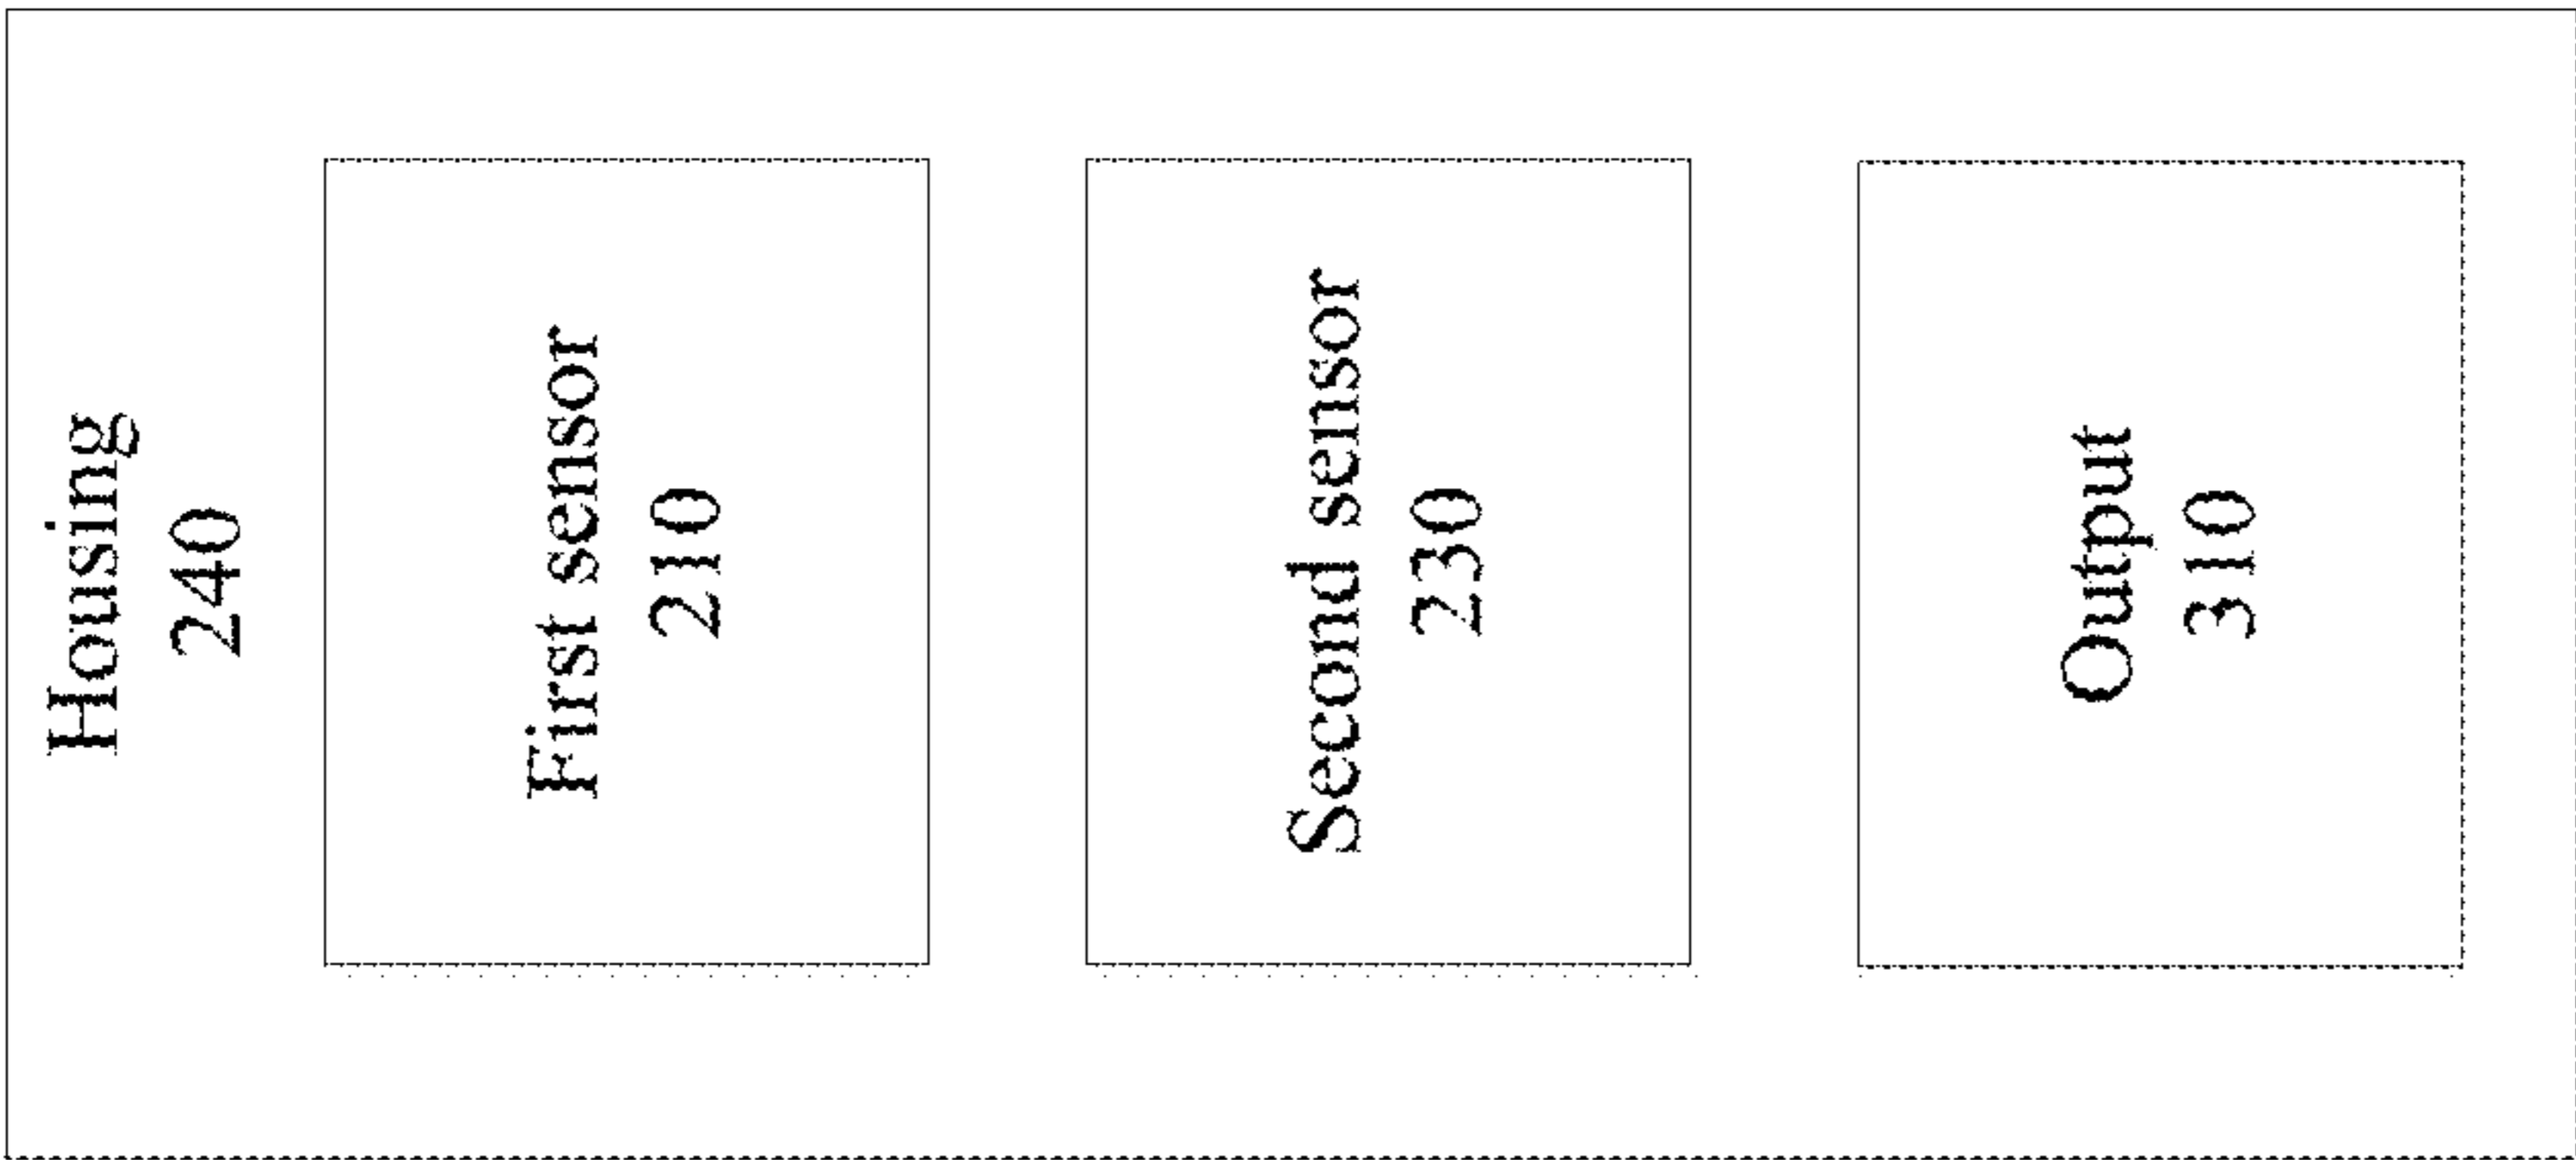 Housing
240
First sensor
210
Second sensor
230
Output
310